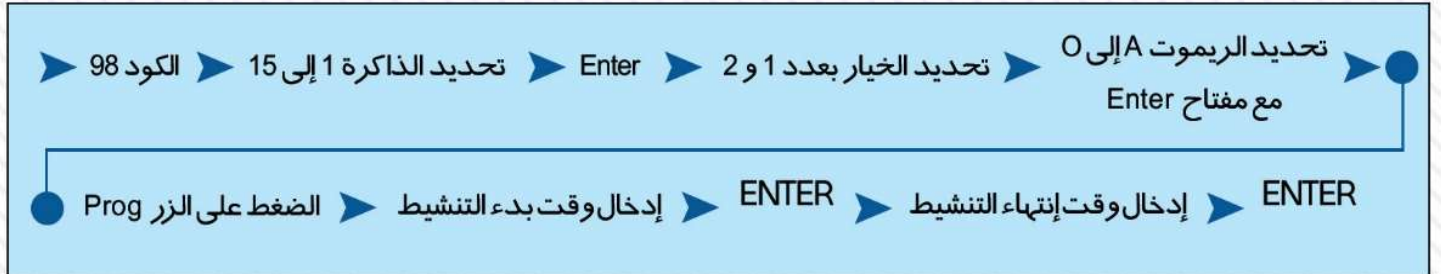 الكود 98 ➤ تحديد الذاكرة 1 إلى 15 ➤ Enter ➤ تحديد الخيار بعدد 1 و 2 ➤ تحديد الريموت A إلى O
مع مفتاح Enter
الضغط على الزر Prog ➤ إدخال وقت بدء التنشيط ➤ ENTER ➤ إدخال وقت إنتهاء التنشيط ➤ ENTER